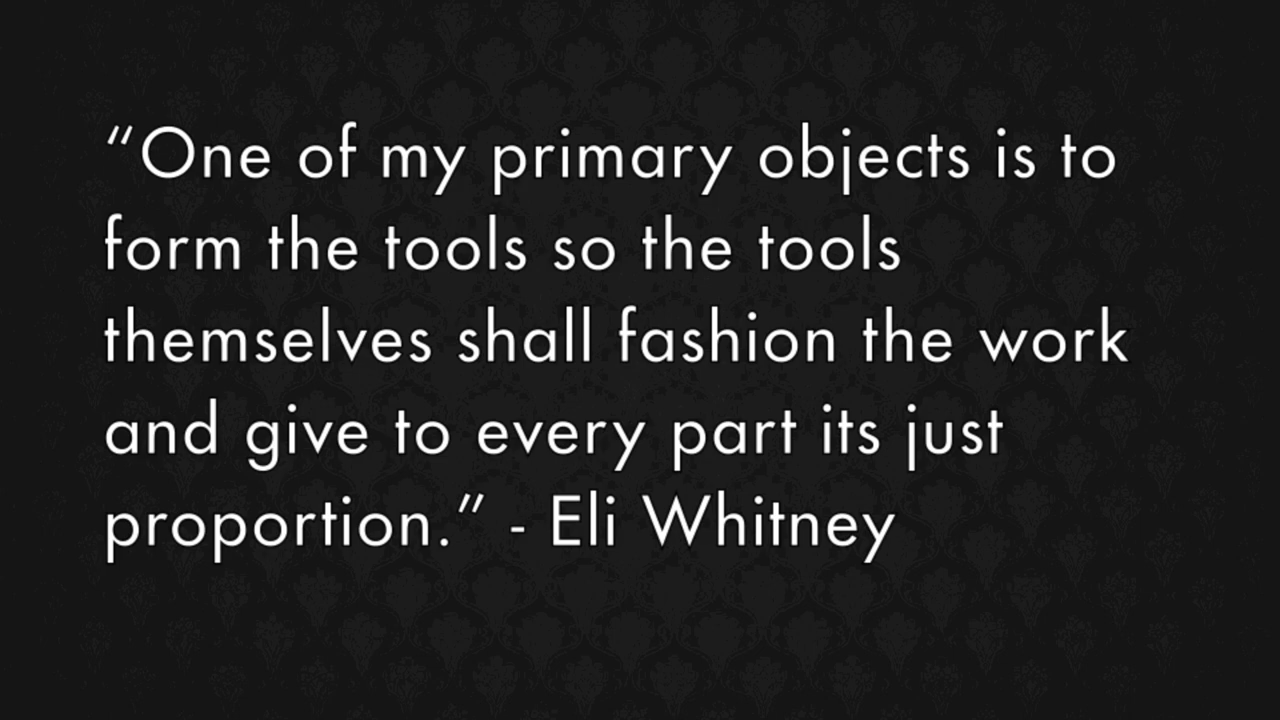 “One of my primary objects is to
form the tools so the tools
themselves shall fashion the work
and give to every part its just
proportion.” - Eli Whitney